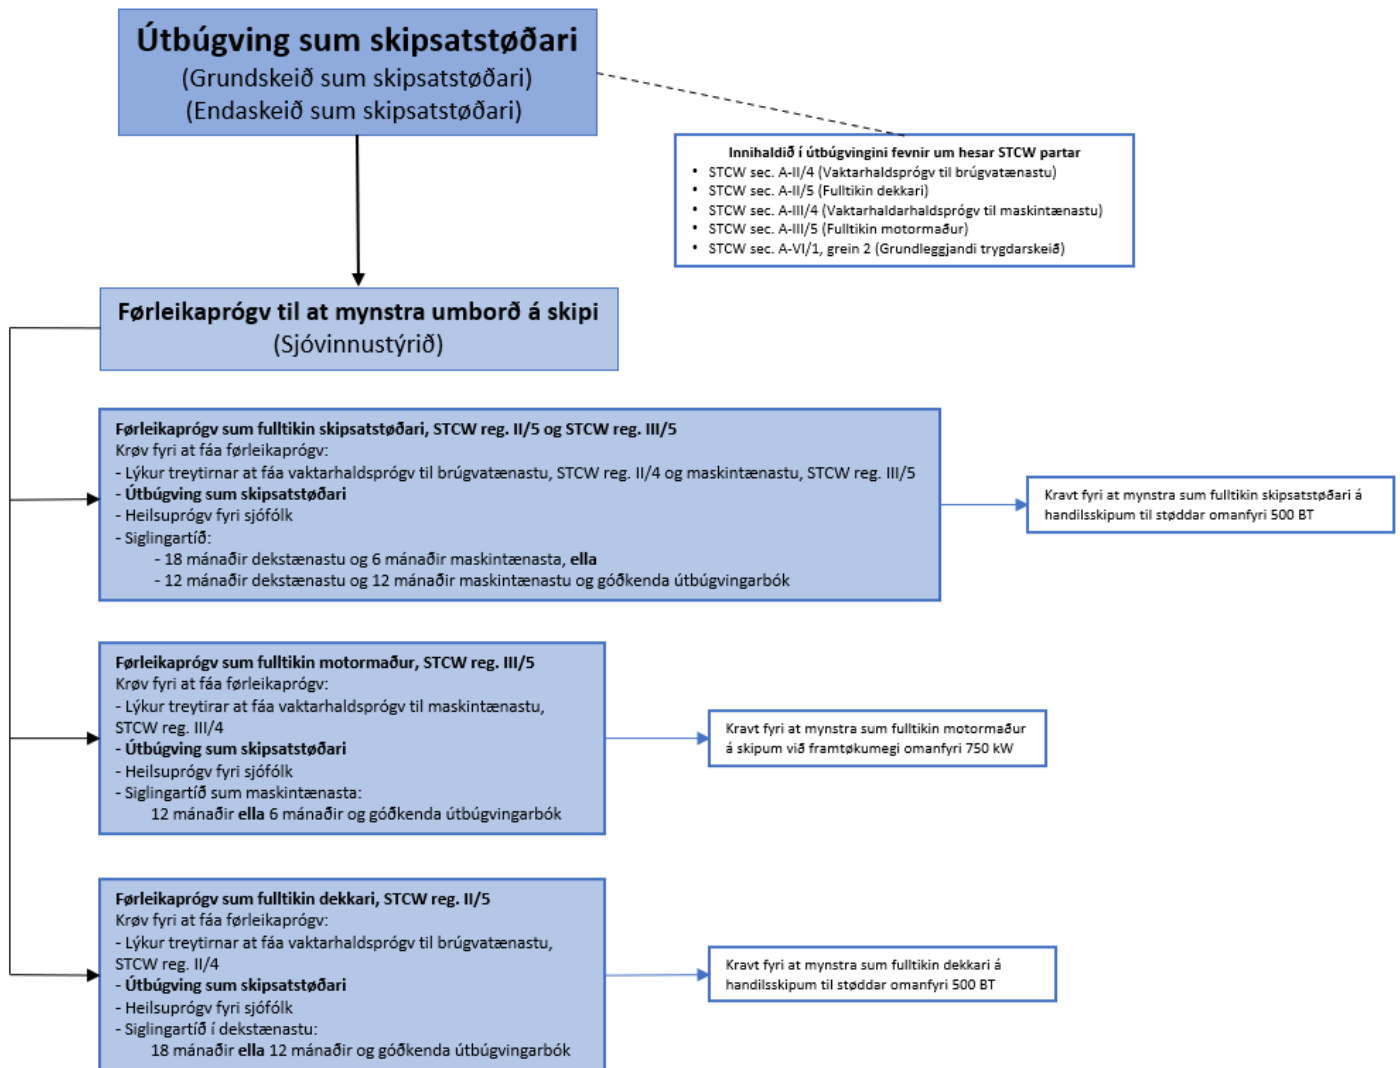 Útbúgving sum skipsatstøðari
(Grundskeið sum skipsatstøðari)
(Endaskeið sum skipsatstøðari)
Innihaldið í útbúgvingini fevnir um hesar STCW partar
• STCW sec. A-II/4 (Vaktarhaldsprógv til brúgvatænastu)
• STCW sec. A-II/5 (Fulltikin dekkari)
• STCW sec. A-III/4 (Vaktarhaldarhaldsprógv til maskintænastu)
• STCW sec. A-III/5 (Fulltikin motormaður)
• STCW sec. A-VI/1, grein 2 (Grundleggjandi trygdarskeið)
Førleikaprógv til at mynstra umborð á skipi
(Sjóvinnustýrið)
Førleikaprógv sum fulltikin skipsatstøðari, STCW reg. II/5 og STCW reg. III/5
Krøv fyri at fáa førleikaprógv:
- Lýkur treytirnar at fáa vaktarhaldsprógv til brúgvatænastu, STCW reg. II/4 og maskintænastu, STCW reg. III/5
- Útbúgving sum skipsatstøðari
- Heilsuprógv fyri sjófólk
- Siglingartíð:
- 18 mánaðir dekstænastu og 6 mánaðir maskintænasta, ella
- 12 mánaðir dekstænastu og 12 mánaðir maskintænastu og góðkenda útbúgvingarbók
Kravt fyri at mynstra sum fulltikin skipsatstøðari á
handilsskipum til støddar omanfyri 500 BT
Førleikaprógv sum fulltikin motormaður, STCW reg. III/5
Krøv fyri at fáa førleikaprógv:
- Lýkur treytirar at fáa vaktarhaldsprógv til maskintænastu,
STCW reg. III/4
- Útbúgving sum skipsatstøðari
- Heilsuprógv fyri sjófólk
- Siglingartíð sum maskintænasta:
12 mánaðir ella 6 mánaðir og góðkenda útbúgvingarbók
Kravt fyri at mynstra sum fulltikin motormaður
á skipum við framtøkumegi omanfyri 750 kW
Førleikaprógv sum fulltikin dekkari, STCW reg. II/5
Krøv fyri at fáa førleikaprógv:
- Lýkur treytirnar at fáa vaktarhaldsprógv til brúgvatænastu,
STCW reg. II/4
- Útbúgving sum skipsatstøðari
- Heilsuprógv fyri sjófólk
- Siglingartíð í dekstænastu:
18 mánaðir ella 12 mánaðir og góðkenda útbúgvingarbók
Kravt fyri at mynstra sum fulltikin dekkari á
handilsskipum til støddar omanfyri 500 BT